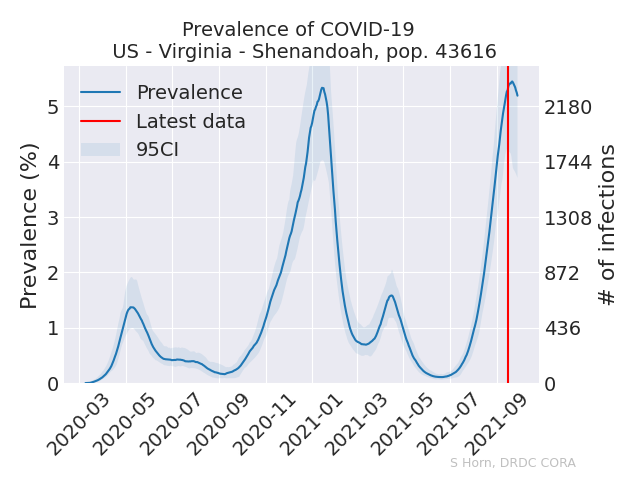 Prevalence of COVID-19
US - Virginia - Shenandoah, pop. 43616
Prevalence
Latest data
95CI
Prevalence (%)
5
4
3
2
1
0
2180
1744
1308
872
436
0
# of infections
2020-03
2020-05
2020-07
2020-09
2020-11
2021-01
2021-03
2021-05
2021-07
2021-09
S Horn, DRDC CORA